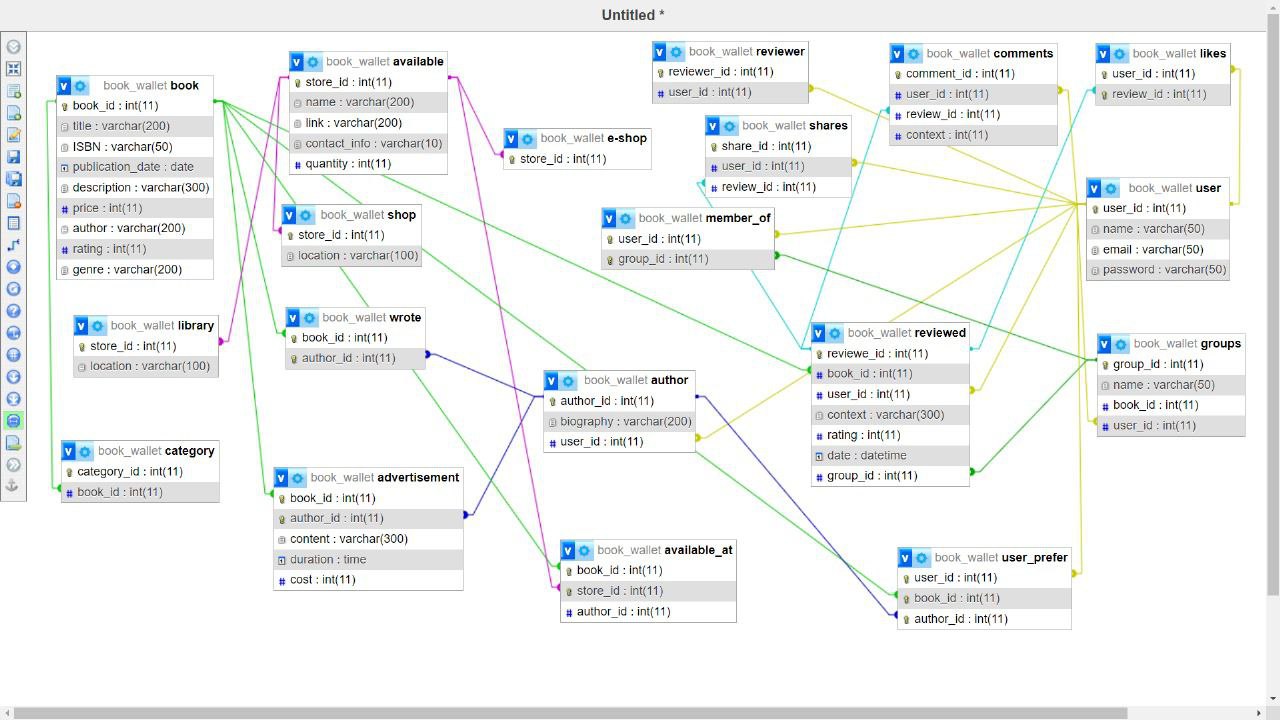 Untitled *
book_wallet book
book_id : int(11)
title : varchar(200)
ISBN : varchar(50)
publication_date : date
description : varchar(300)
price : int(11)
author : varchar(200)
rating : int(11)
genre : varchar(200)
book_wallet available
store_id : int(11)
name : varchar(200)
link : varchar(200)
contact_info : varchar(10)
quantity : int(11)
book_wallet e-shop
store_id : int(11)
book_wallet shop
store_id : int(11)
location : varchar(100)
book_wallet library
store_id : int(11)
location : varchar(100)
book_wallet wrote
book_id : int(11)
author_id : int(11)
book_wallet category
category_id : int(11)
book_id : int(11)
book_wallet advertisement
book_id : int(11)
author_id : int(11)
content : varchar(300)
duration : time
cost : int(11)
book_wallet author
author_id : int(11)
biography : varchar(200)
user_id : int(11)
book_wallet available_at
book_id : int(11)
store_id : int(11)
author_id : int(11)
book_wallet reviewer
reviewer_id : int(11)
user_id : int(11)
book_wallet shares
share_id : int(11)
user_id : int(11)
review_id : int(11)
book_wallet member_of
user_id : int(11)
group_id : int(11)
book_wallet comments
comment_id : int(11)
user_id : int(11)
review_id : int(11)
context : int(11)
book_wallet likes
user_id : int(11)
review_id : int(11)
book_wallet user
user_id : int(11)
name : varchar(50)
email : varchar(50)
password : varchar(50)
book_wallet reviewed
reviewe_id : int(11)
book_id : int(11)
user_id : int(11)
context : varchar(300)
rating : int(11)
date : datetime
group_id : int(11)
book_wallet groups
group_id : int(11)
name : varchar(50)
book_id : int(11)
user_id : int(11)
book_wallet user_prefer
user_id : int(11)
book_id : int(11)
author_id : int(11)